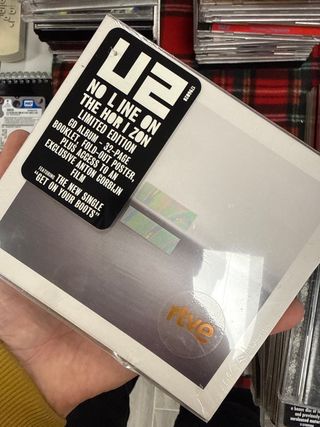 U2
NO LINE ON
THE HORIZON
LIMITED EDITION
CD ALBUM - 32-PAGE
BOOKLET, FOLD-OUT POSTER,
PLUS ACCESS TO AN
EXCLUSIVE ANTON CORBIJN
FILM
FEATURING THE NEW SINGLE
"GET ON YOUR BOOTS"
rtve